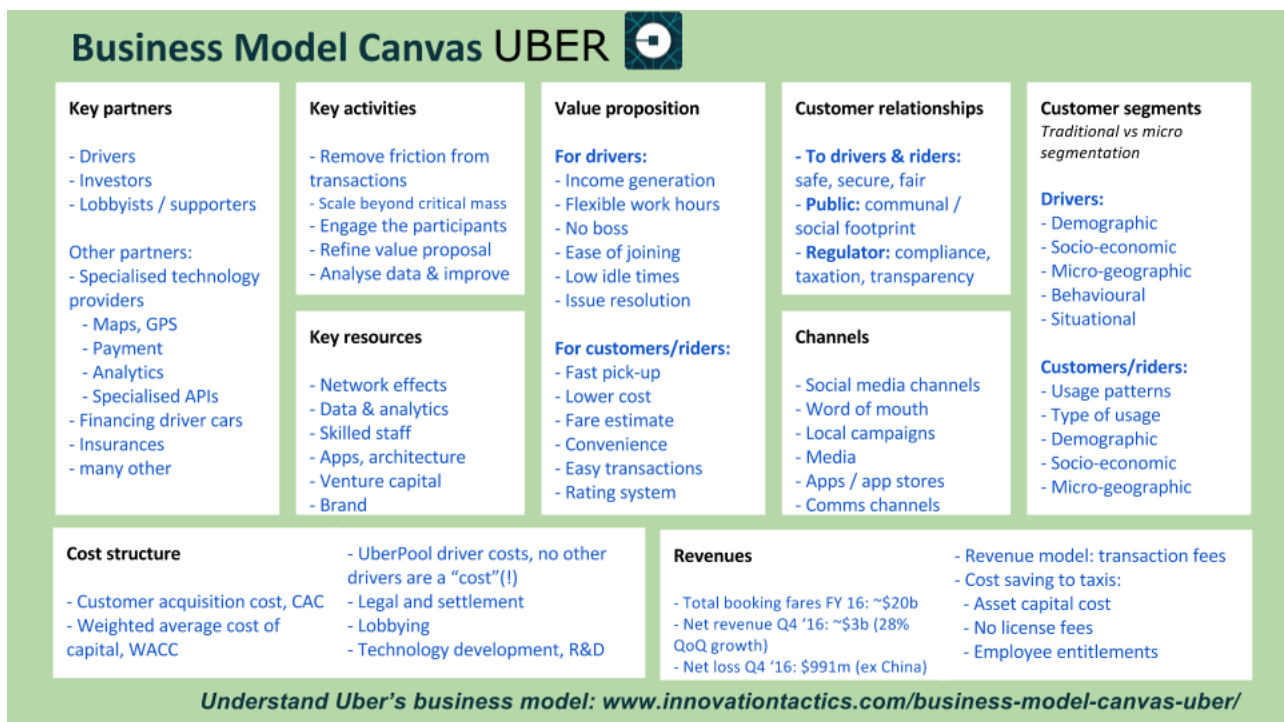 Business Model Canvas UBER
Key partners
- Drivers
- Investors
- Lobbyists / supporters
Other partners:
- Specialised technology
providers
- Maps, GPS
- Payment
- Analytics
- Specialised APIs
- Financing driver cars
- Insurances
- many other
Key activities
- Remove friction from
transactions
- Scale beyond critical mass
- Engage the participants
- Refine value proposal
- Analyse data & improve
Key resources
- Network effects
- Data & analytics
- Skilled staff
- Apps, architecture
- Venture capital
- Brand
Value proposition
For drivers:
- Income generation
- Flexible work hours
- No boss
- Ease of joining
- Low idle times
- Issue resolution
For customers/riders:
- Fast pick-up
- Lower cost
- Fare estimate
- Convenience
- Easy transactions
- Rating system
Customer relationships
- To drivers & riders:
safe, secure, fair
- Public: communal /
social footprint
- Regulator: compliance,
taxation, transparency
Channels
- Social media channels
- Word of mouth
- Local campaigns
- Media
- Apps / app stores
- Comms channels
Customer segments
Traditional vs micro
segmentation
Drivers:
- Demographic
- Socio-economic
- Micro-geographic
- Behavioural
- Situational
Customers/riders:
- Usage patterns
- Type of usage
- Demographic
- Socio-economic
- Micro-geographic
Cost structure
- Customer acquisition cost, CAC
- Weighted average cost of
capital, WACC
- UberPool driver costs, no other
drivers are a "cost"(!)
- Legal and settlement
- Lobbying
- Technology development, R&D
Revenues
- Total booking fares FY 16: ~$20b
- Net revenue Q4 '16: ~$3b (28%
QoQ growth)
- Net loss Q4 '16: $991m (ex China)
- Revenue model: transaction fees
- Cost saving to taxis:
- Asset capital cost
- No license fees
- Employee entitlements
Understand Uber's business model: www.innovationtactics.com/business-model-canvas-uber/